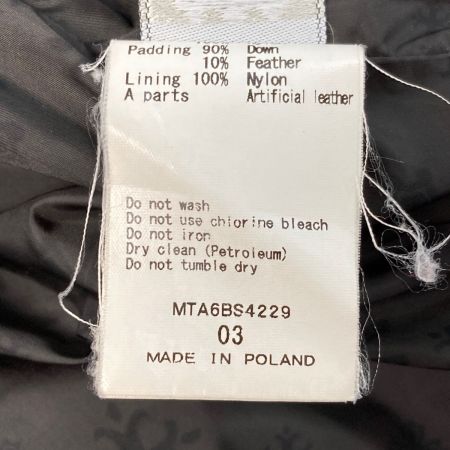 Padding 90% Down
10% Feather
Lining 100% Nylon
A parts Artificial leather
Do not wash
Do not use chlorine bleach
Do not iron
Dry clean (Petroleum)
Do not tumble dry
MTA6BS4229
03
MADE IN POLAND